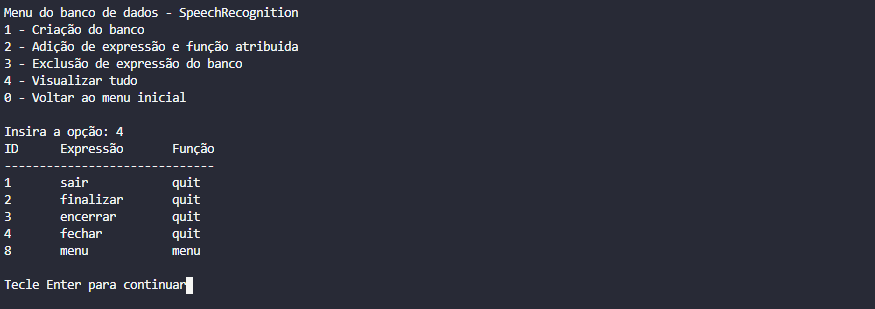 Menu do banco de dados - SpeechRecognition
1 - Criação do banco
2 - Adição de expressão e função atribuida
3 - Exclusão de expressão do banco
4 - Visualizar tudo
0 - Voltar ao menu inicial
Insira a opção: 4
ID Expressão Função
------------------------------
1 sair quit
2 finalizar quit
3 encerrar quit
4 fechar quit
8 menu menu
Tecle Enter para continuar